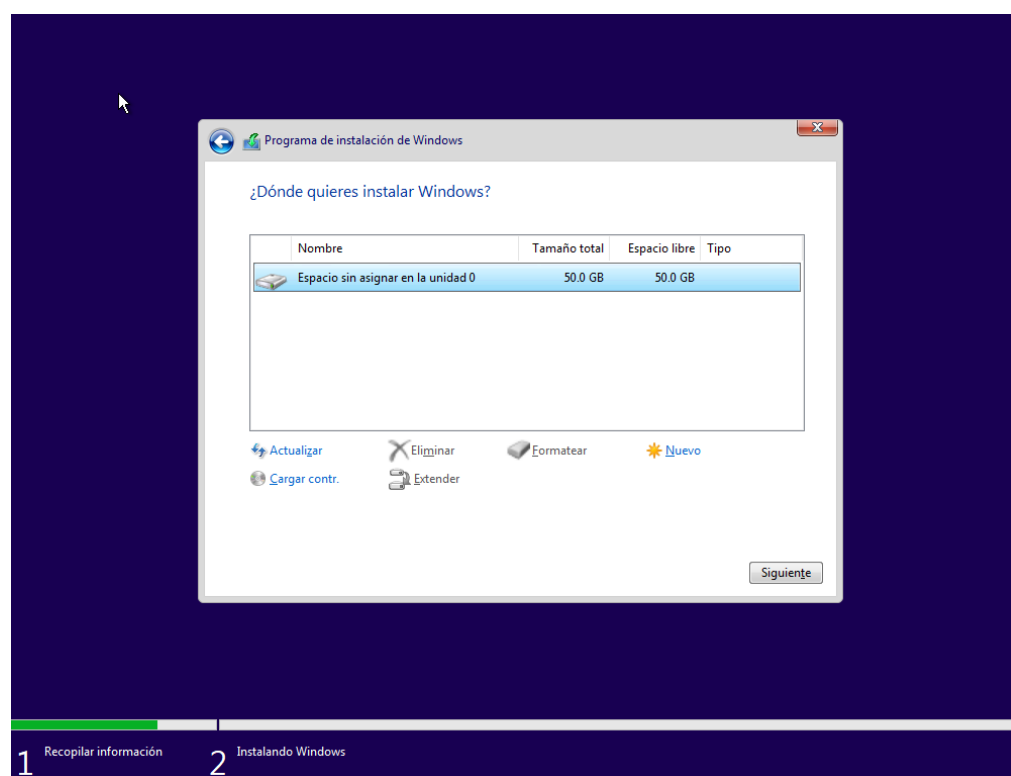 Programa de instalación de Windows
¿Dónde quieres instalar Windows?
Nombre Tamaño total Espacio libre Tipo
Espacio sin asignar en la unidad 0 50.0 GB 50.0 GB
Actualizar Eliminar Formatear Nuevo
Cargar contr. Extender
Siguiente
1 Recopilar información 2 Instalando Windows